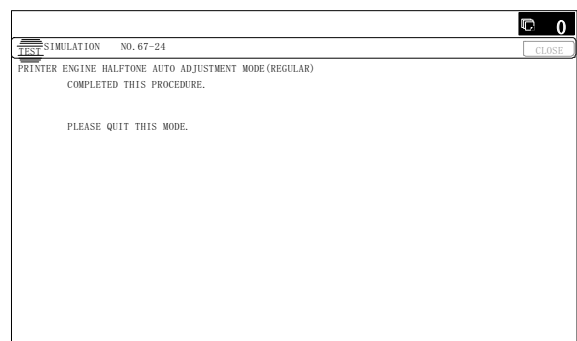 0
TEST SIMULATION NO.67-24
CLOSE
PRINTER ENGINE HALFTONE AUTO ADJUSTMENT MODE(REGULAR)
COMPLETED THIS PROCEDURE.
PLEASE QUIT THIS MODE.